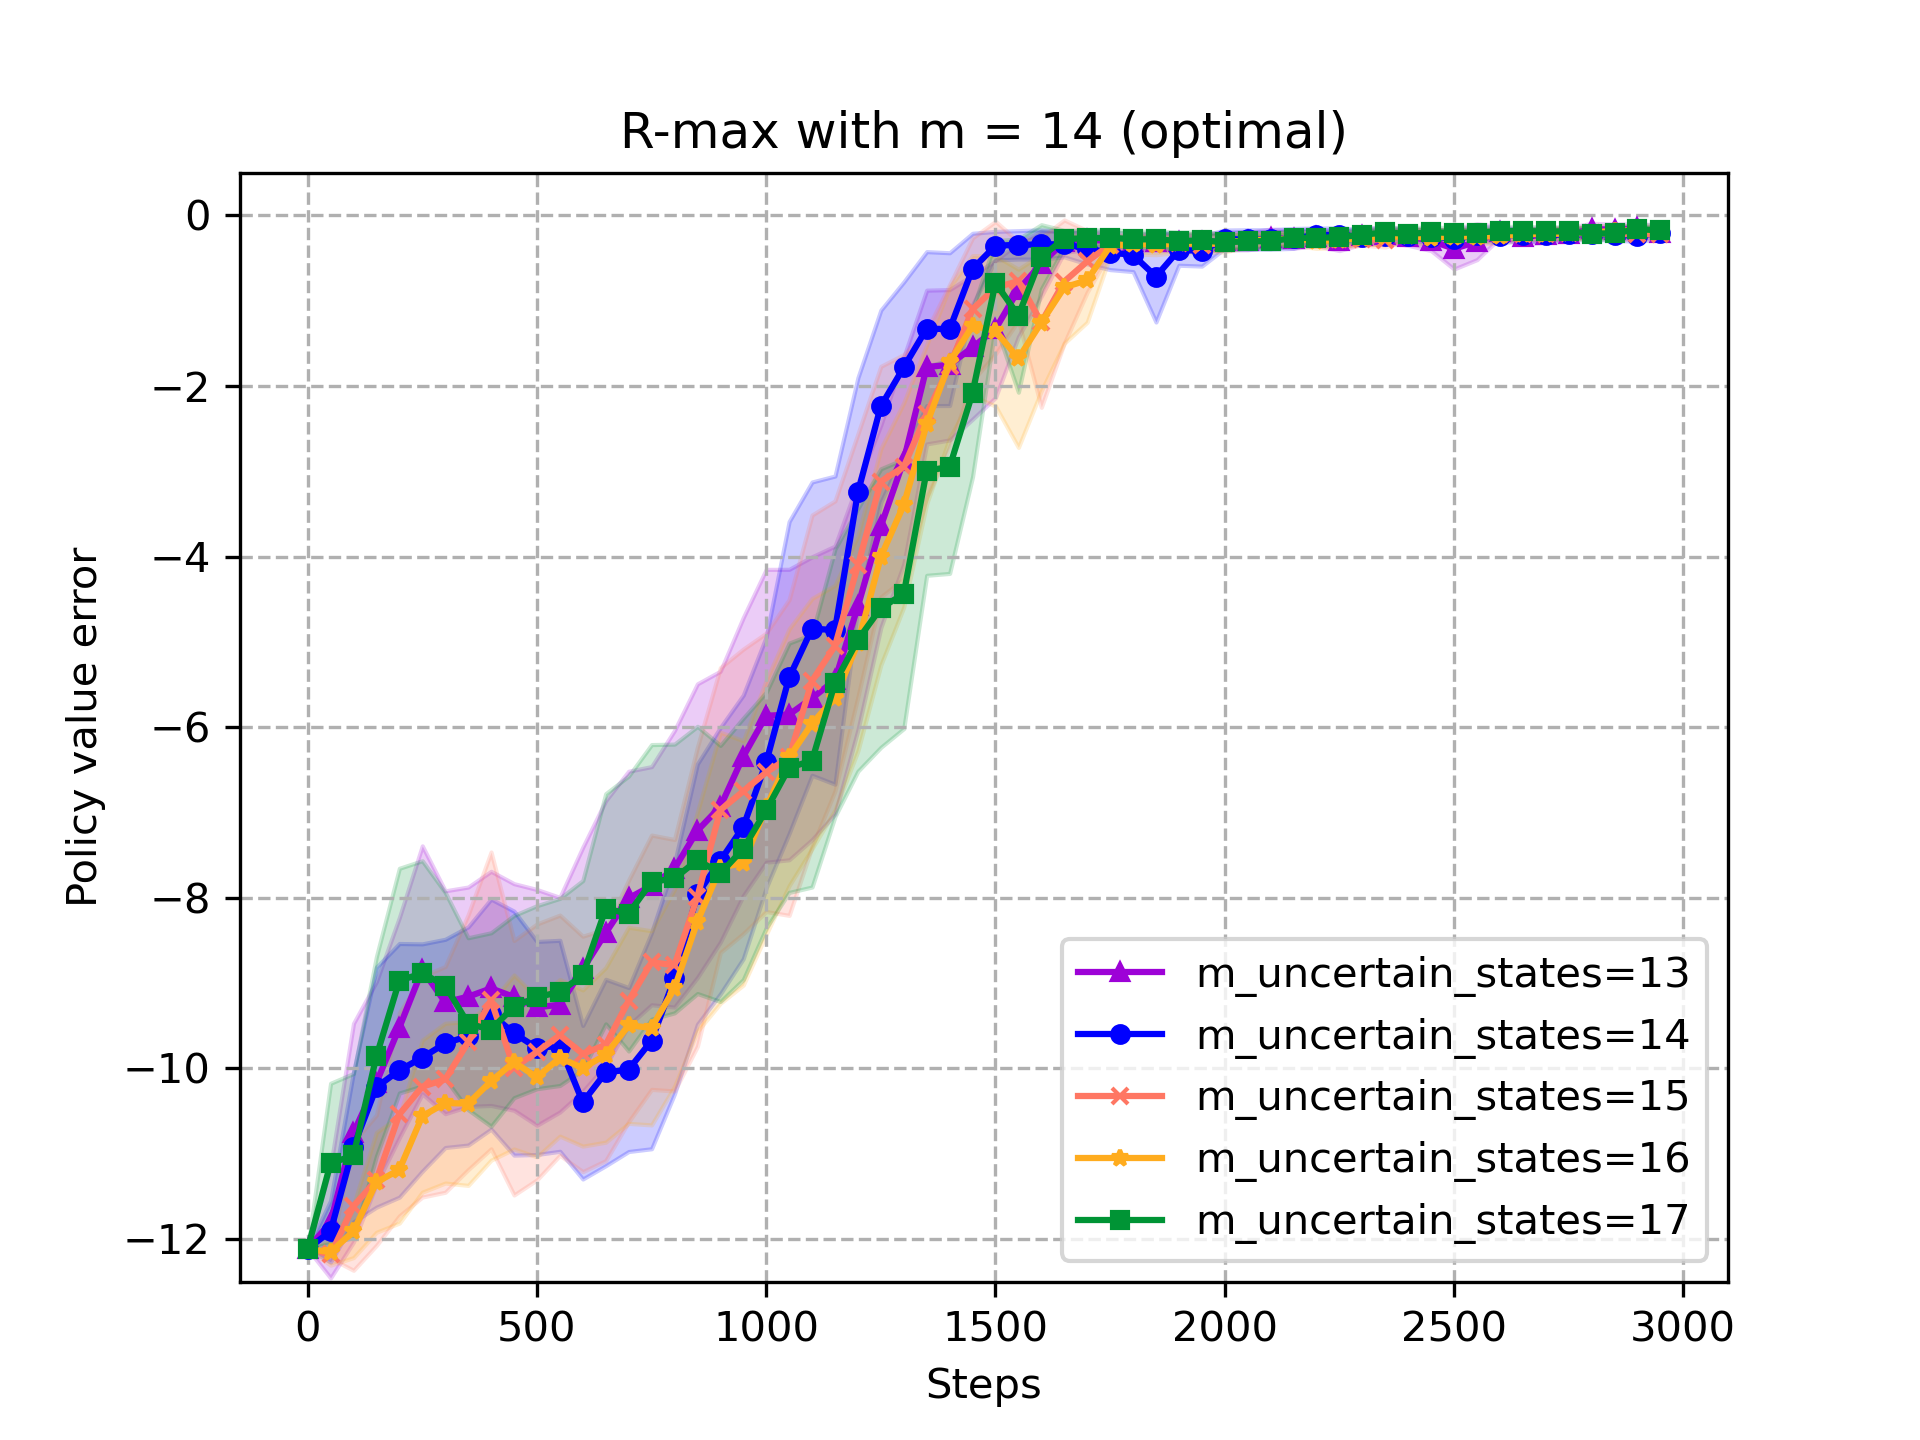 R-max with m = 14 (optimal)
Policy value error
0
−2
−4
−6
−8
−10
−12
m_uncertain_states=13
m_uncertain_states=14
m_uncertain_states=15
m_uncertain_states=16
m_uncertain_states=17
0 500 1000 1500 2000 2500 3000
Steps